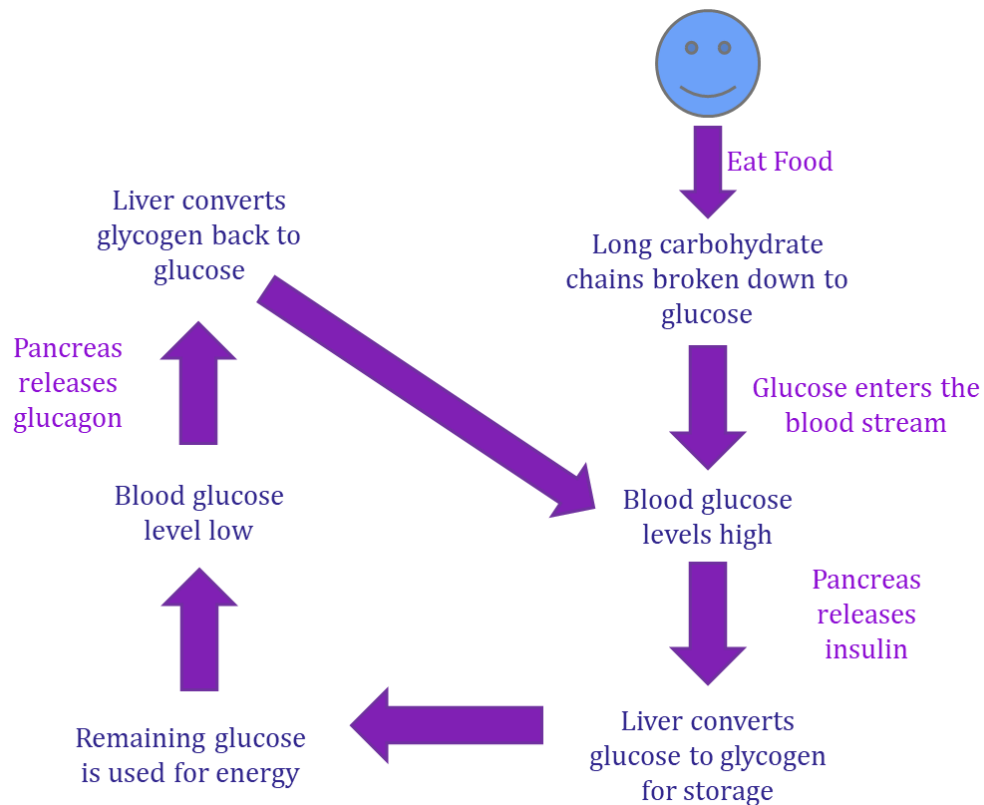 Eat Food
Long carbohydrate
chains broken down to
glucose
Glucose enters the
blood stream
Blood glucose
levels high
Pancreas
releases
insulin
Liver converts
glucose to glycogen
for storage
Remaining glucose
is used for energy
Blood glucose
level low
Pancreas
releases
glucagon
Liver converts
glycogen back to
glucose